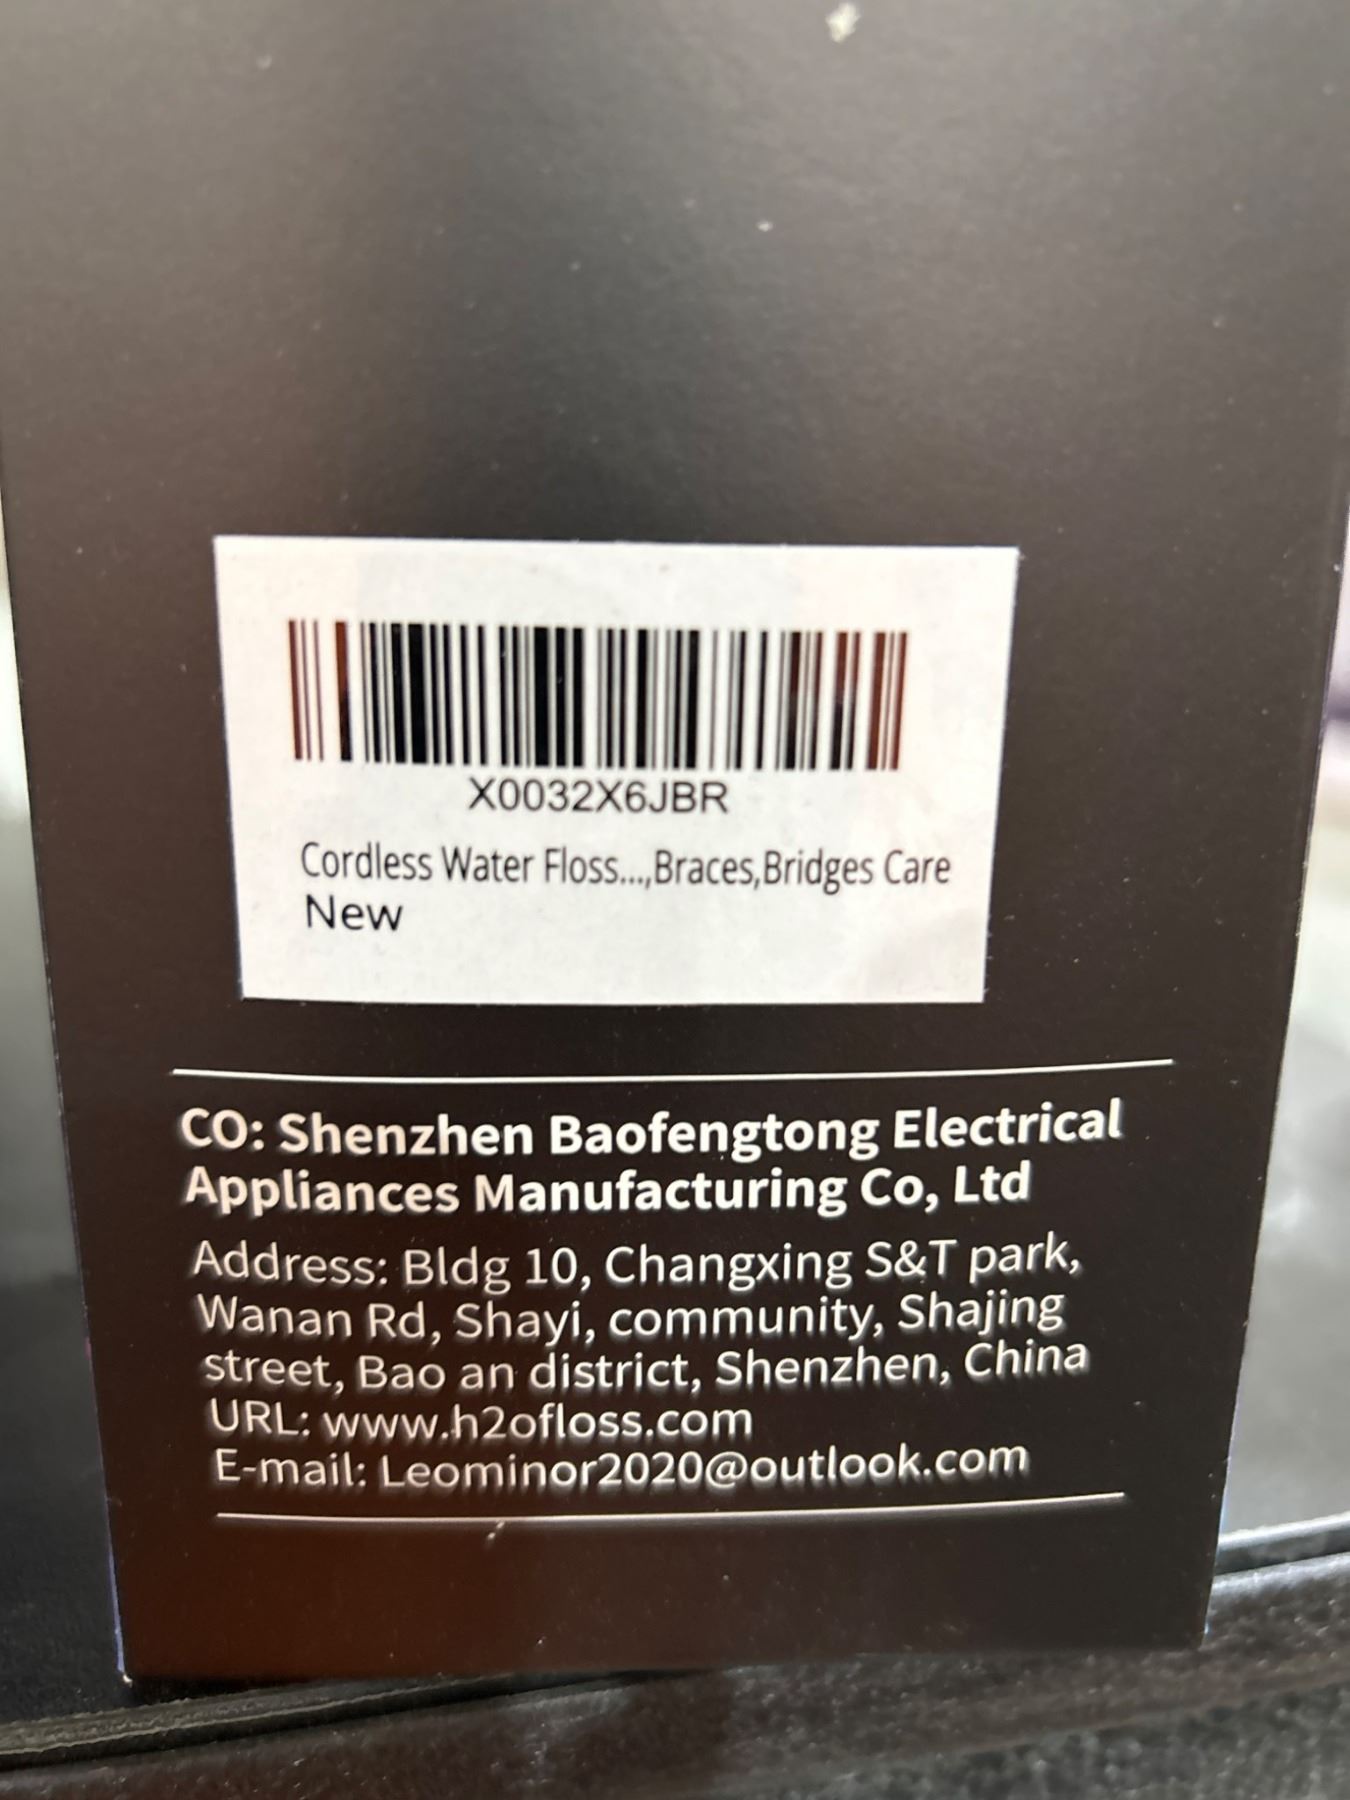 X0032X6JBR
Cordless Water Floss...,Braces,Bridges Care
New
CO: Shenzhen Baofengtong Electrical
Appliances Manufacturing Co, Ltd
Address: Bldg 10, Changxing S&T park,
Wanan Rd, Shayi, community, Shajing
street, Bao an district, Shenzhen, China
URL: www.h2ofloss.com
E-mail: Leominor2020@outlook.com